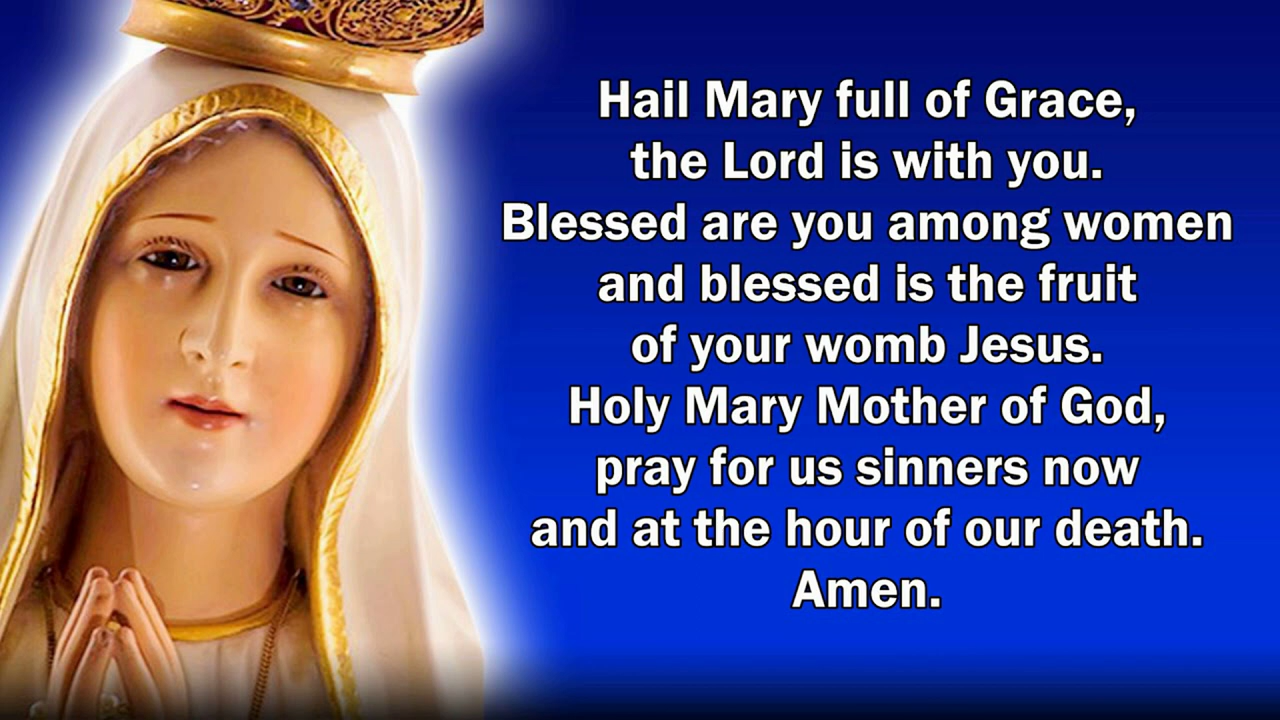 Hail Mary full of Grace,
the Lord is with you.
Blessed are you among women
and blessed is the fruit
of your womb Jesus.
Holy Mary Mother of God,
pray for us sinners now
and at the hour of our death.
Amen.